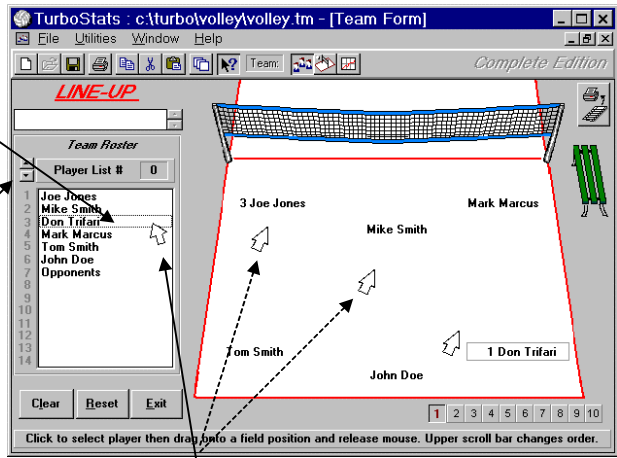 TurboStats : c:\turbo\volley\volley.tm - [Team Form]
File Utilities Window Help
Team:
Complete Edition
LINE-UP
Team Roster
Player List # 0
1 Joe Jones
2 Mike Smith
3 Don Trifari
4 Mark Marcus
5 Tom Smith
6 John Doe
7 Opponents
8
9
10
11
12
13
14
3 Joe Jones
Mark Marcus
Mike Smith
Tom Smith
1 Don Trifari
John Doe
Clear Reset Exit
1 2 3 4 5 6 7 8 9 10
Click to select player then drag onto a field position and release mouse. Upper scroll bar changes order.